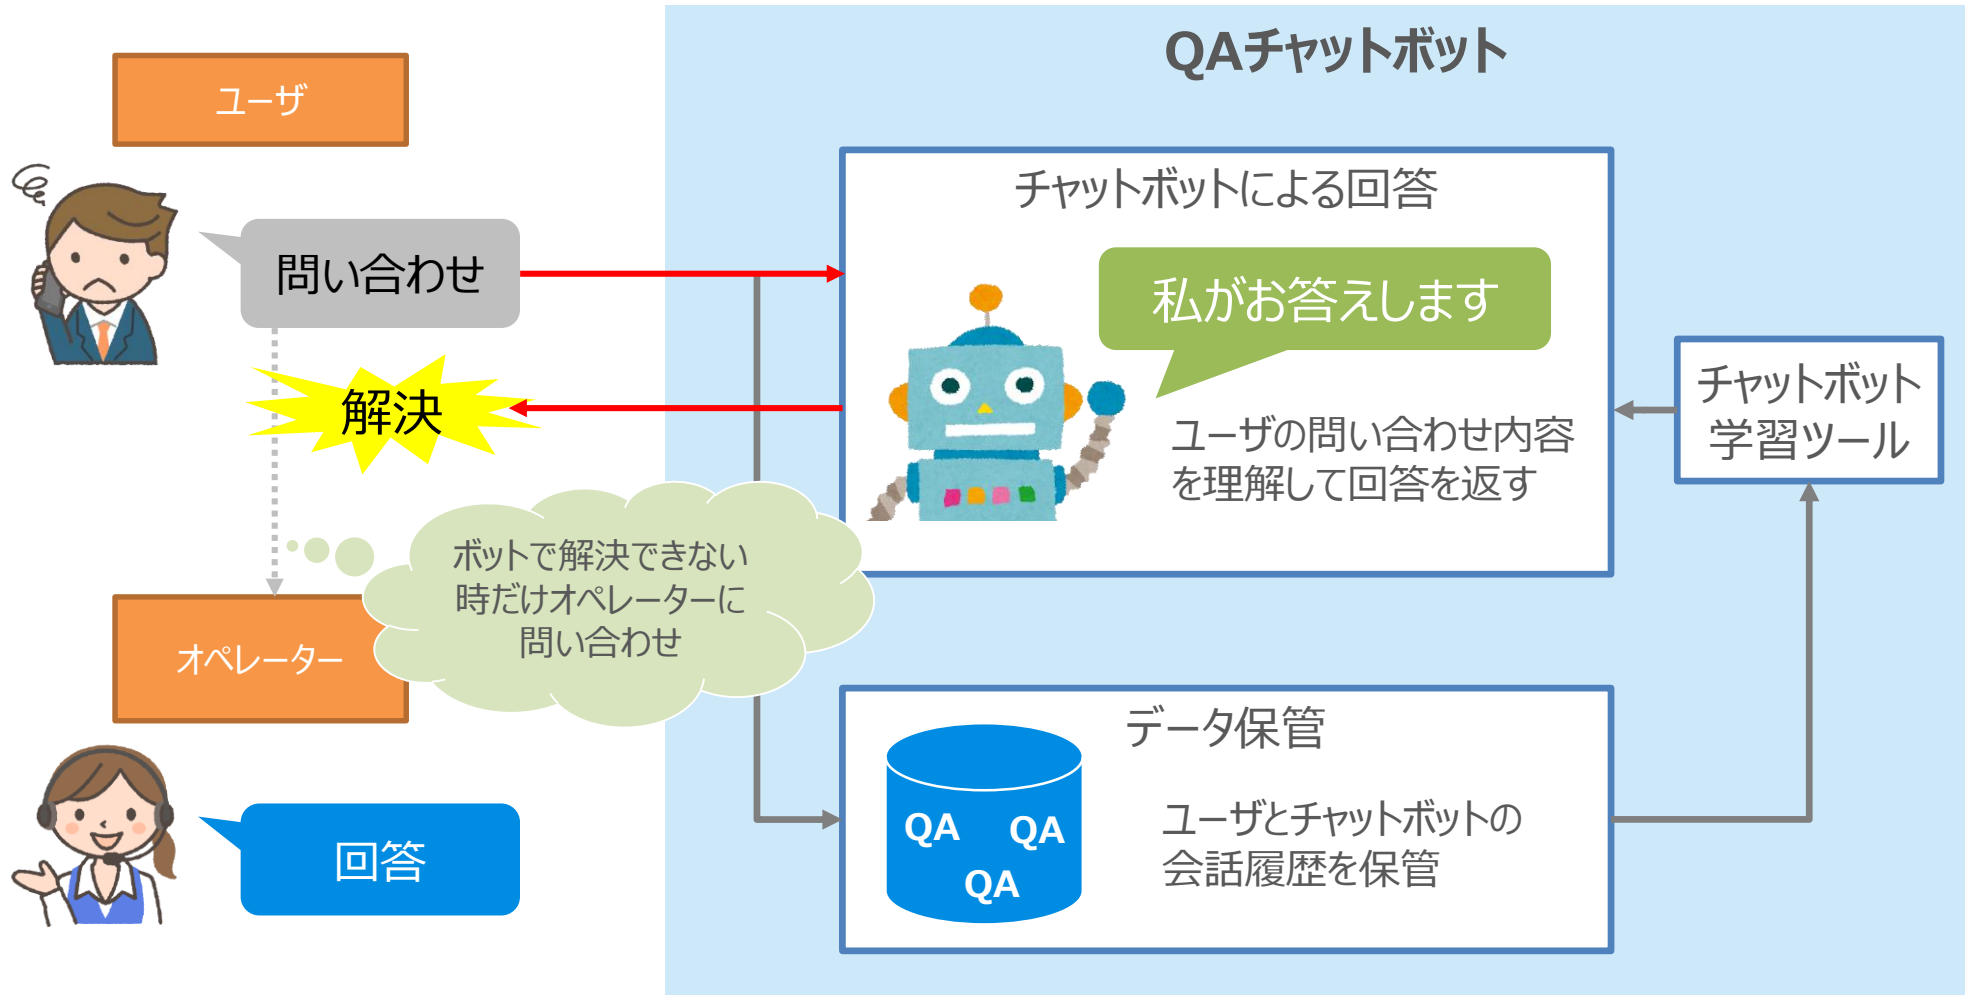 QAチャットボット
ユーザ
問い合わせ
解決
チャットボットによる回答
私がお答えします
ユーザの問い合わせ内容
を理解して回答を返す
チャットボット
学習ツール
ボットで解決できない
時だけオペレーターに
問い合わせ
オペレーター
回答
データ保管
QA
QA
QA
ユーザとチャットボットの
会話履歴を保管